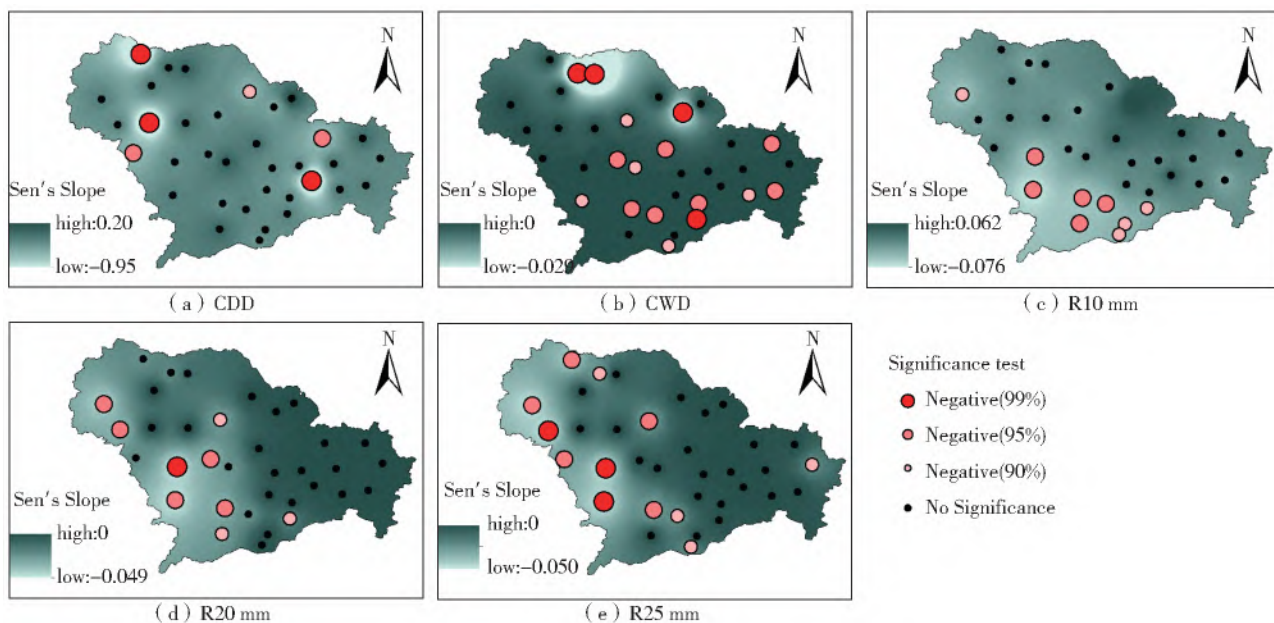 N
Sen's Slope
high:0.20
low:−0.95
(a) CDD
N
Sen's Slope
high:0
low:−0.029
(b) CWD
N
Sen's Slope
high:0.062
low:−0.076
(c) R10 mm
N
Sen's Slope
high:0
low:−0.049
(d) R20 mm
N
Sen's Slope
high:0
low:−0.050
(e) R25 mm
Significance test
Negative(99%)
Negative(95%)
Negative(90%)
No Significance